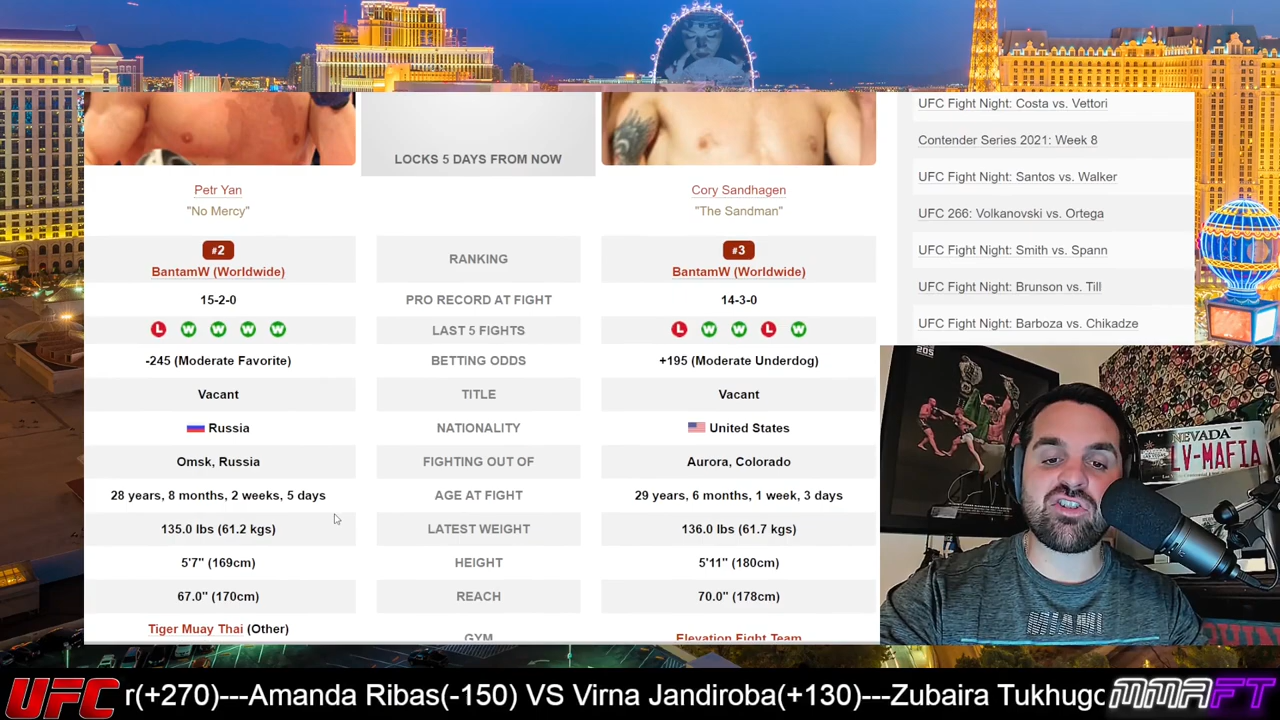 LOCKS 5 DAYS FROM NOW
Petr Yan
"No Mercy"
Cory Sandhagen
"The Sandman"
#2
BantamW (Worldwide)
RANKING
#3
BantamW (Worldwide)
15-2-0
PRO RECORD AT FIGHT
14-3-0
L W W W W
LAST 5 FIGHTS
L W W L W
-245 (Moderate Favorite)
BETTING ODDS
+195 (Moderate Underdog)
Vacant
TITLE
Vacant
Russia
NATIONALITY
United States
Omsk, Russia
FIGHTING OUT OF
Aurora, Colorado
28 years, 8 months, 2 weeks, 5 days
AGE AT FIGHT
29 years, 6 months, 1 week, 3 days
135.0 lbs (61.2 kgs)
LATEST WEIGHT
136.0 lbs (61.7 kgs)
5'7" (169cm)
HEIGHT
5'11" (180cm)
67.0" (170cm)
REACH
70.0" (178cm)
Tiger Muay Thai (Other)
GYM
Elevation Fight Team
UFC Fight Night: Costa vs. Vettori
Contender Series 2021: Week 8
UFC Fight Night: Santos vs. Walker
UFC 266: Volkanovski vs. Ortega
UFC Fight Night: Smith vs. Spann
UFC Fight Night: Brunson vs. Till
UFC Fight Night: Barboza vs. Chikadze
NEVADA
LV-MAFIA
MIAMI
UFC
r(+270)---Amanda Ribas(-150) VS Virna Jandiroba(+130)---Zubaira Tukhugo
MMAFT